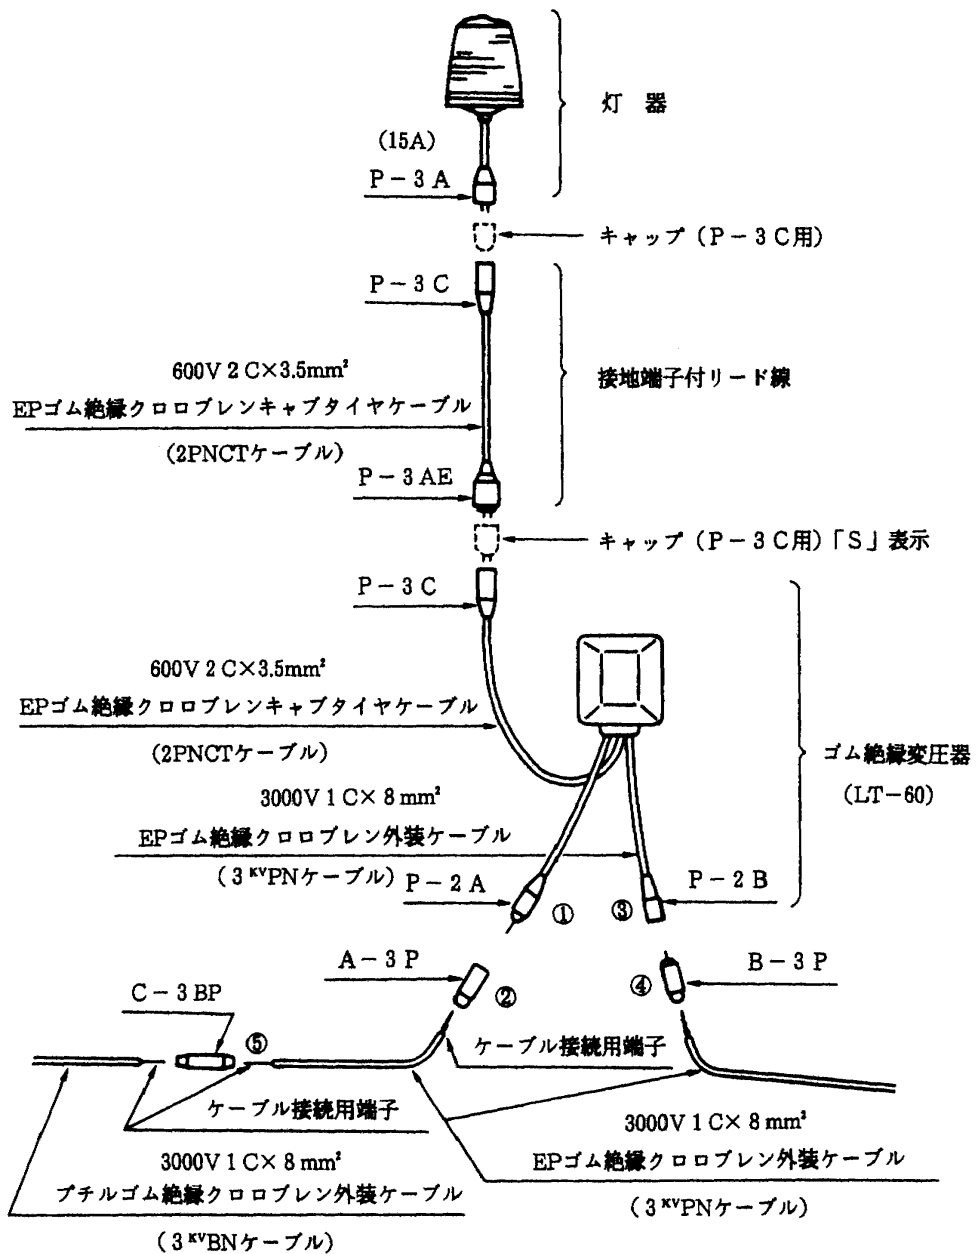 灯 器
(15A)
P－3A
キャップ（P－3C用）
P－3C
接地端子付リード線
600V 2C×3.5mm²
EPゴム絶縁クロロプレンキャブタイヤケーブル
(2PNCTケーブル)
P－3AE
キャップ（P－3C用）「S」表示
P－3C
600V 2C×3.5mm²
EPゴム絶縁クロロプレンキャブタイヤケーブル
(2PNCTケーブル)
ゴム絶縁変圧器
(LT－60)
3000V 1C×8mm²
EPゴム絶縁クロロプレン外装ケーブル
(3KVPNケーブル)
P－2A
①
③
P－2B
A－3P
②
④
B－3P
C－3BP
⑤
ケーブル接続用端子
ケーブル接続用端子
3000V 1C×8mm²
EPゴム絶縁クロロプレン外装ケーブル
(3KVPNケーブル)
3000V 1C×8mm²
ブチルゴム絶縁クロロプレン外装ケーブル
(3KVBNケーブル)